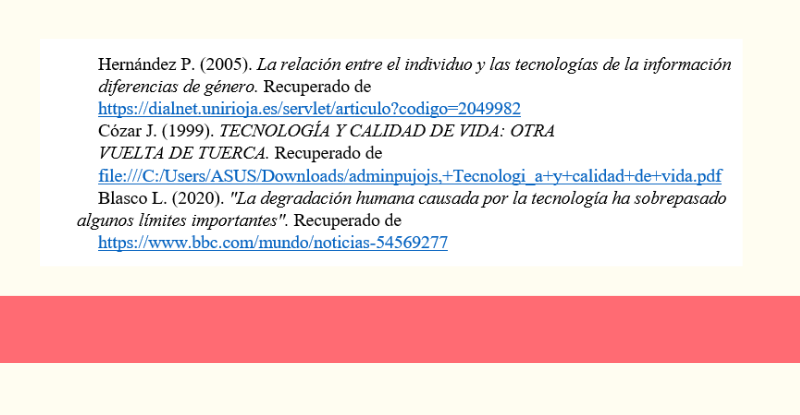 Hernández P. (2005). La relación entre el individuo y las tecnologías de la información
diferencias de género. Recuperado de
https://dialnet.unirioja.es/servlet/articulo?codigo=2049982
Cózar J. (1999). TECNOLOGÍA Y CALIDAD DE VIDA: OTRA
VUELTA DE TUERCA. Recuperado de
file:///C:/Users/ASUS/Downloads/adminpujojs,+Tecnologi_a+y+calidad+de+vida.pdf
Blasco L. (2020). "La degradación humana causada por la tecnología ha sobrepasado
algunos límites importantes". Recuperado de
https://www.bbc.com/mundo/noticias-54569277